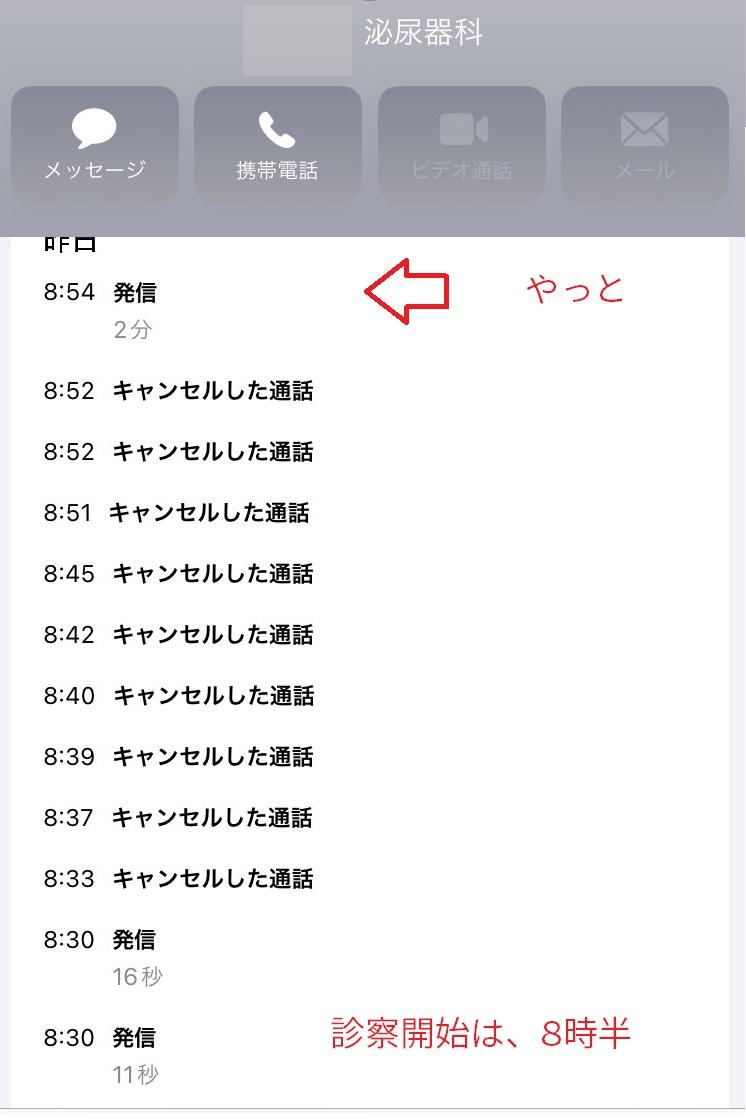 泌尿器科
メッセージ
携帯電話
ビデオ通話
メール
昨日
8:54 発信
やっと
2分
8:52 キャンセルした通話
8:52 キャンセルした通話
8:51 キャンセルした通話
8:45 キャンセルした通話
8:42 キャンセルした通話
8:40 キャンセルした通話
8:39 キャンセルした通話
8:37 キャンセルした通話
8:33 キャンセルした通話
8:30 発信
16秒
8:30 発信
診察開始は、8時半
11秒